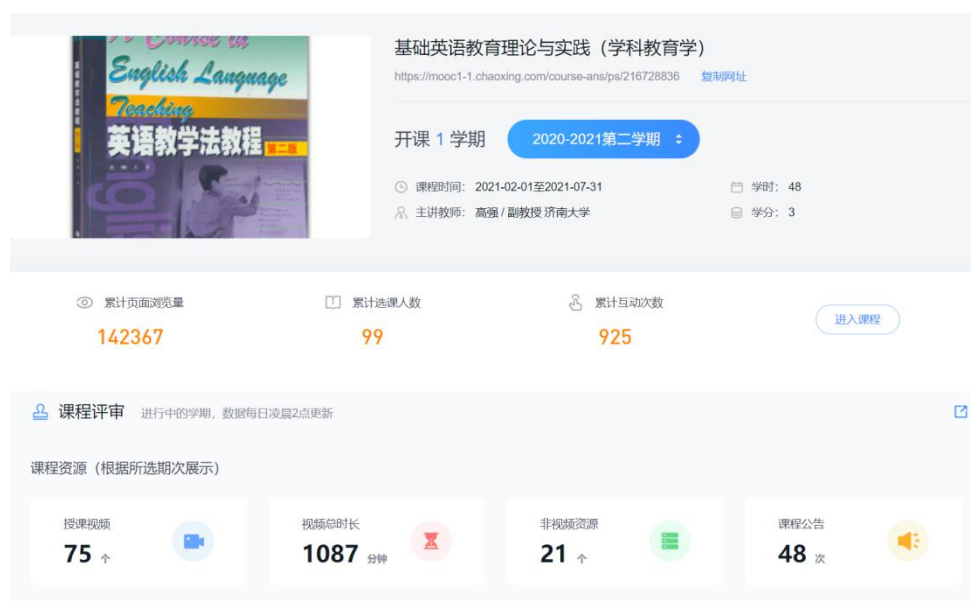 A Course in
English Language
Teaching
英语教学法教程 第二版
基础英语教育理论与实践（学科教育学）
https://mooc1-1.chaoxing.com/course-ans/ps/216728836 复制网址
开课 1 学期 2020-2021第二学期
课程时间： 2021-02-01至2021-07-31 学时： 48
主讲教师： 高强 / 副教授 济南大学 学分： 3
累计页面浏览量 累计选课人数 累计互动次数
142367 99 925 进入课程
课程评审 进行中的学期，数据每日凌晨2点更新
课程资源（根据所选期次展示）
授课视频 视频总时长 非视频资源 课程公告
75 个 1087 分钟 21 个 48 次